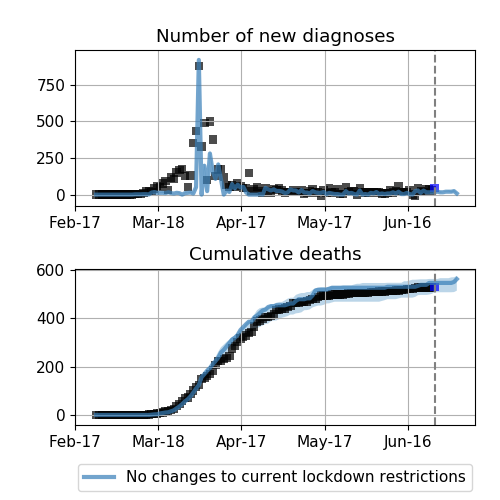 Number of new diagnoses
750
500
250
0
Feb-17 Mar-18 Apr-17 May-17 Jun-16
Cumulative deaths
600
400
200
0
Feb-17 Mar-18 Apr-17 May-17 Jun-16
No changes to current lockdown restrictions